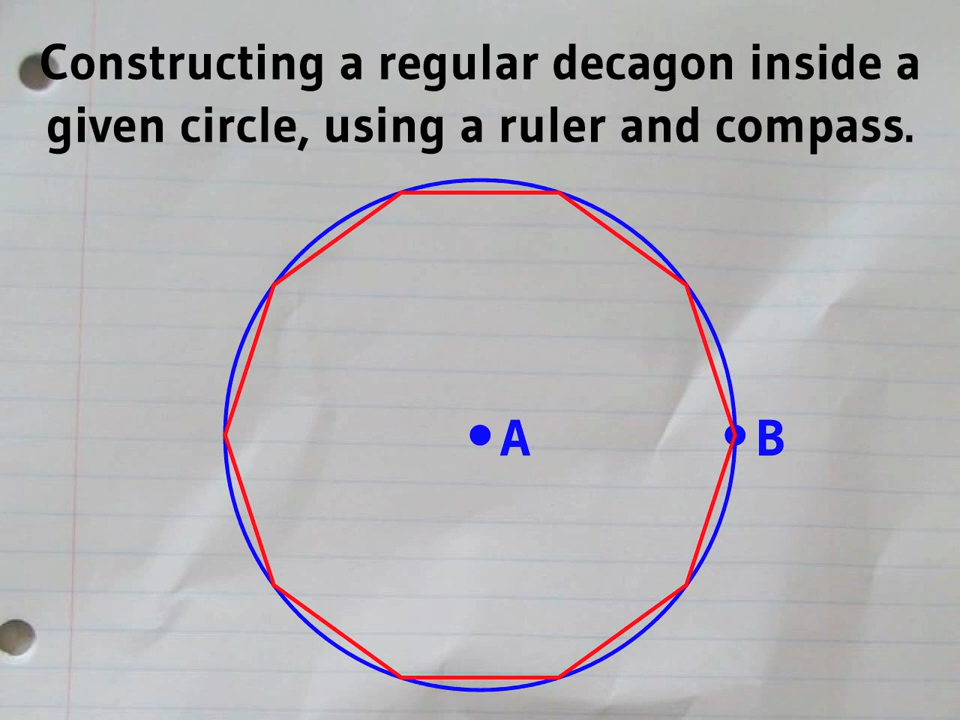 Constructing a regular decagon inside a
given circle, using a ruler and compass.
A
B